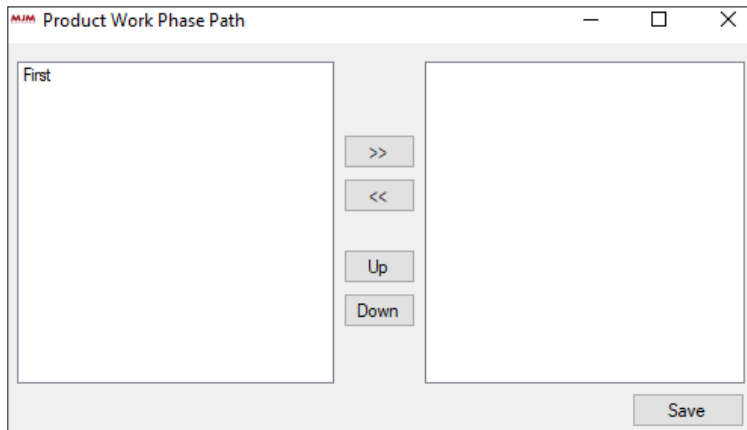 MJM Product Work Phase Path
First
>>
<<
Up
Down
Save